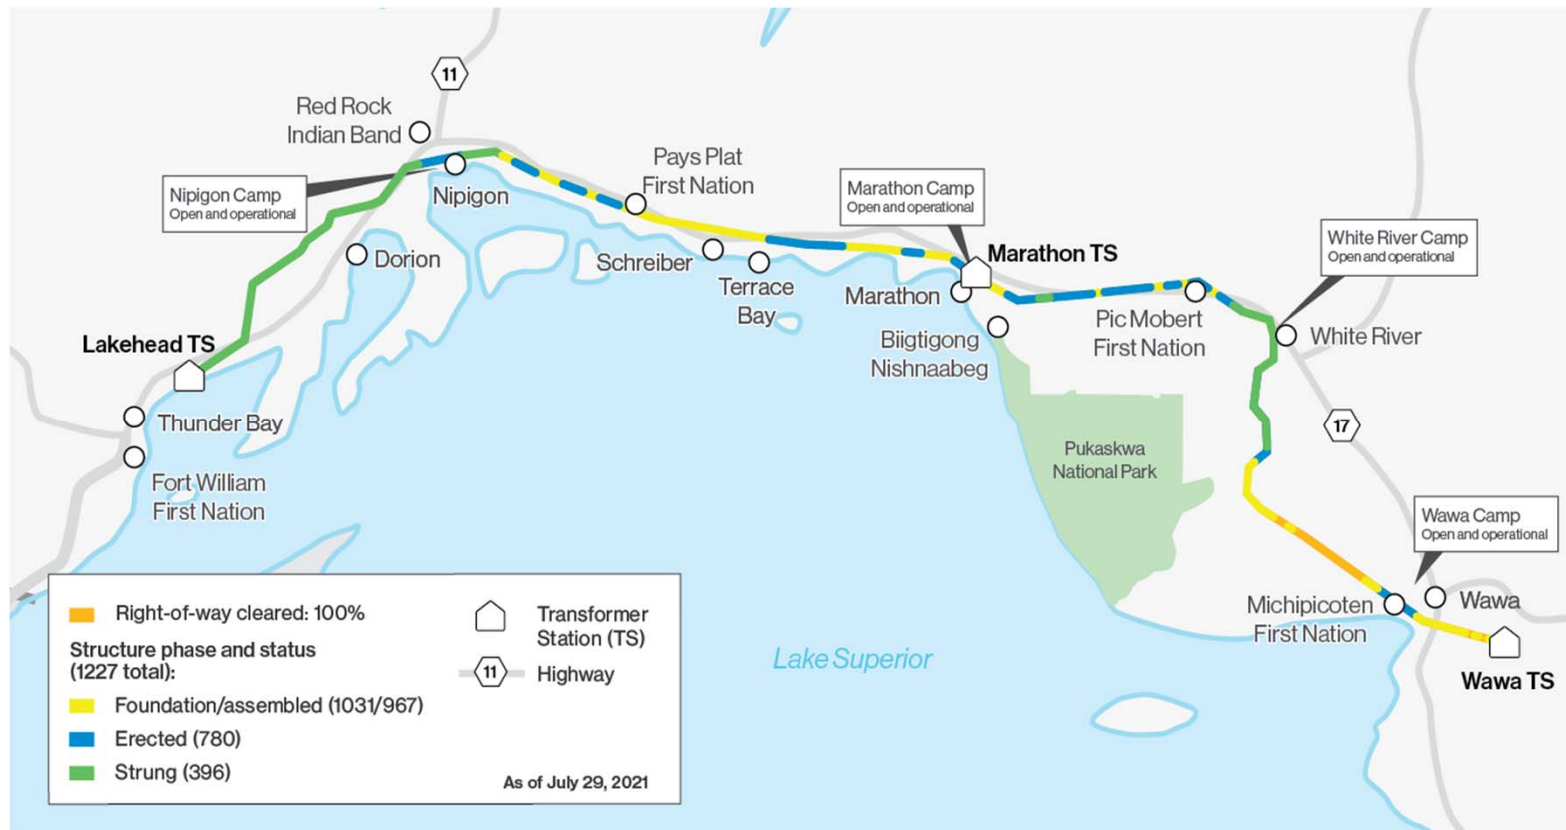 11
Red Rock
Indian Band
Pays Plat
First Nation
Nipigon Camp
Open and operational
Nipigon
Marathon Camp
Open and operational
Marathon TS
White River Camp
Open and operational
Dorion
Schreiber
Terrace
Bay
Marathon
Biigtigong
Nishnaabeg
Pic Mobert
First Nation
White River
Lakehead TS
Thunder Bay
Fort William
First Nation
17
Pukaskwa
National Park
Wawa Camp
Open and operational
Michipicoten
First Nation
Wawa
Wawa TS
Lake Superior
Right-of-way cleared: 100%
Structure phase and status
(1227 total):
Foundation/assembled (1031/967)
Erected (780)
Strung (396)
Transformer
Station (TS)
11
Highway
As of July 29, 2021